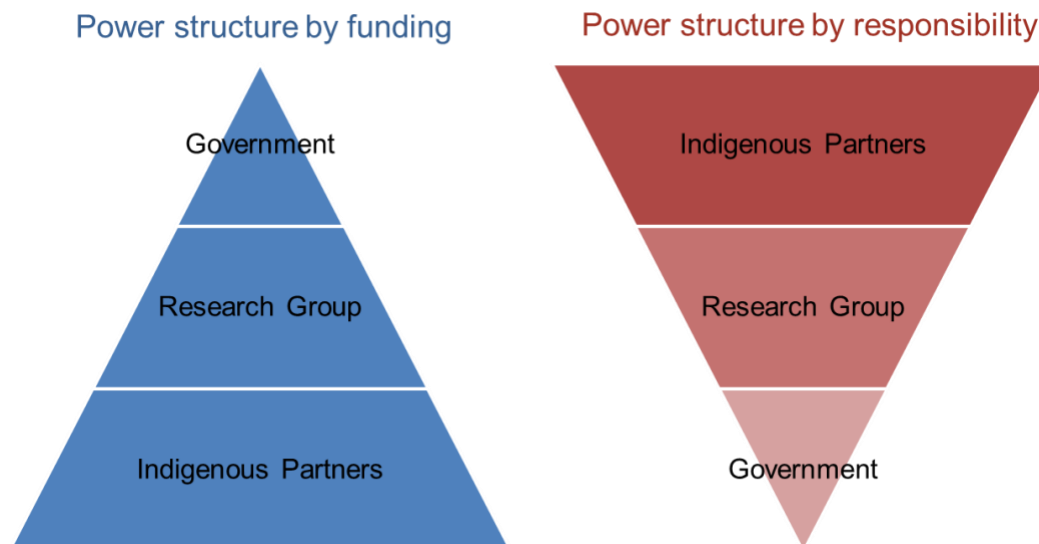 Power structure by funding
Government
Research Group
Indigenous Partners
Power structure by responsibility
Indigenous Partners
Research Group
Government